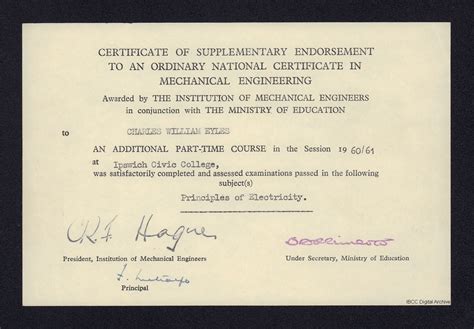 CERTIFICATE OF SUPPLEMENTARY ENDORSEMENT
TO AN ORDINARY NATIONAL CERTIFICATE IN
MECHANICAL ENGINEERING
Awarded by THE INSTITUTION OF MECHANICAL ENGINEERS
in conjunction with THE MINISTRY OF EDUCATION
to CHARLES WILLIAM EYLES
AN ADDITIONAL PART-TIME COURSE in the Session 1960/61
at Ipswich Civic College,
was satisfactorily completed and assessed examinations passed in the following
subject(s)
Principles of Electricity.
Hague
President, Institution of Mechanical Engineers
Under Secretary, Ministry of Education
Principal
IBCC Digital Archive